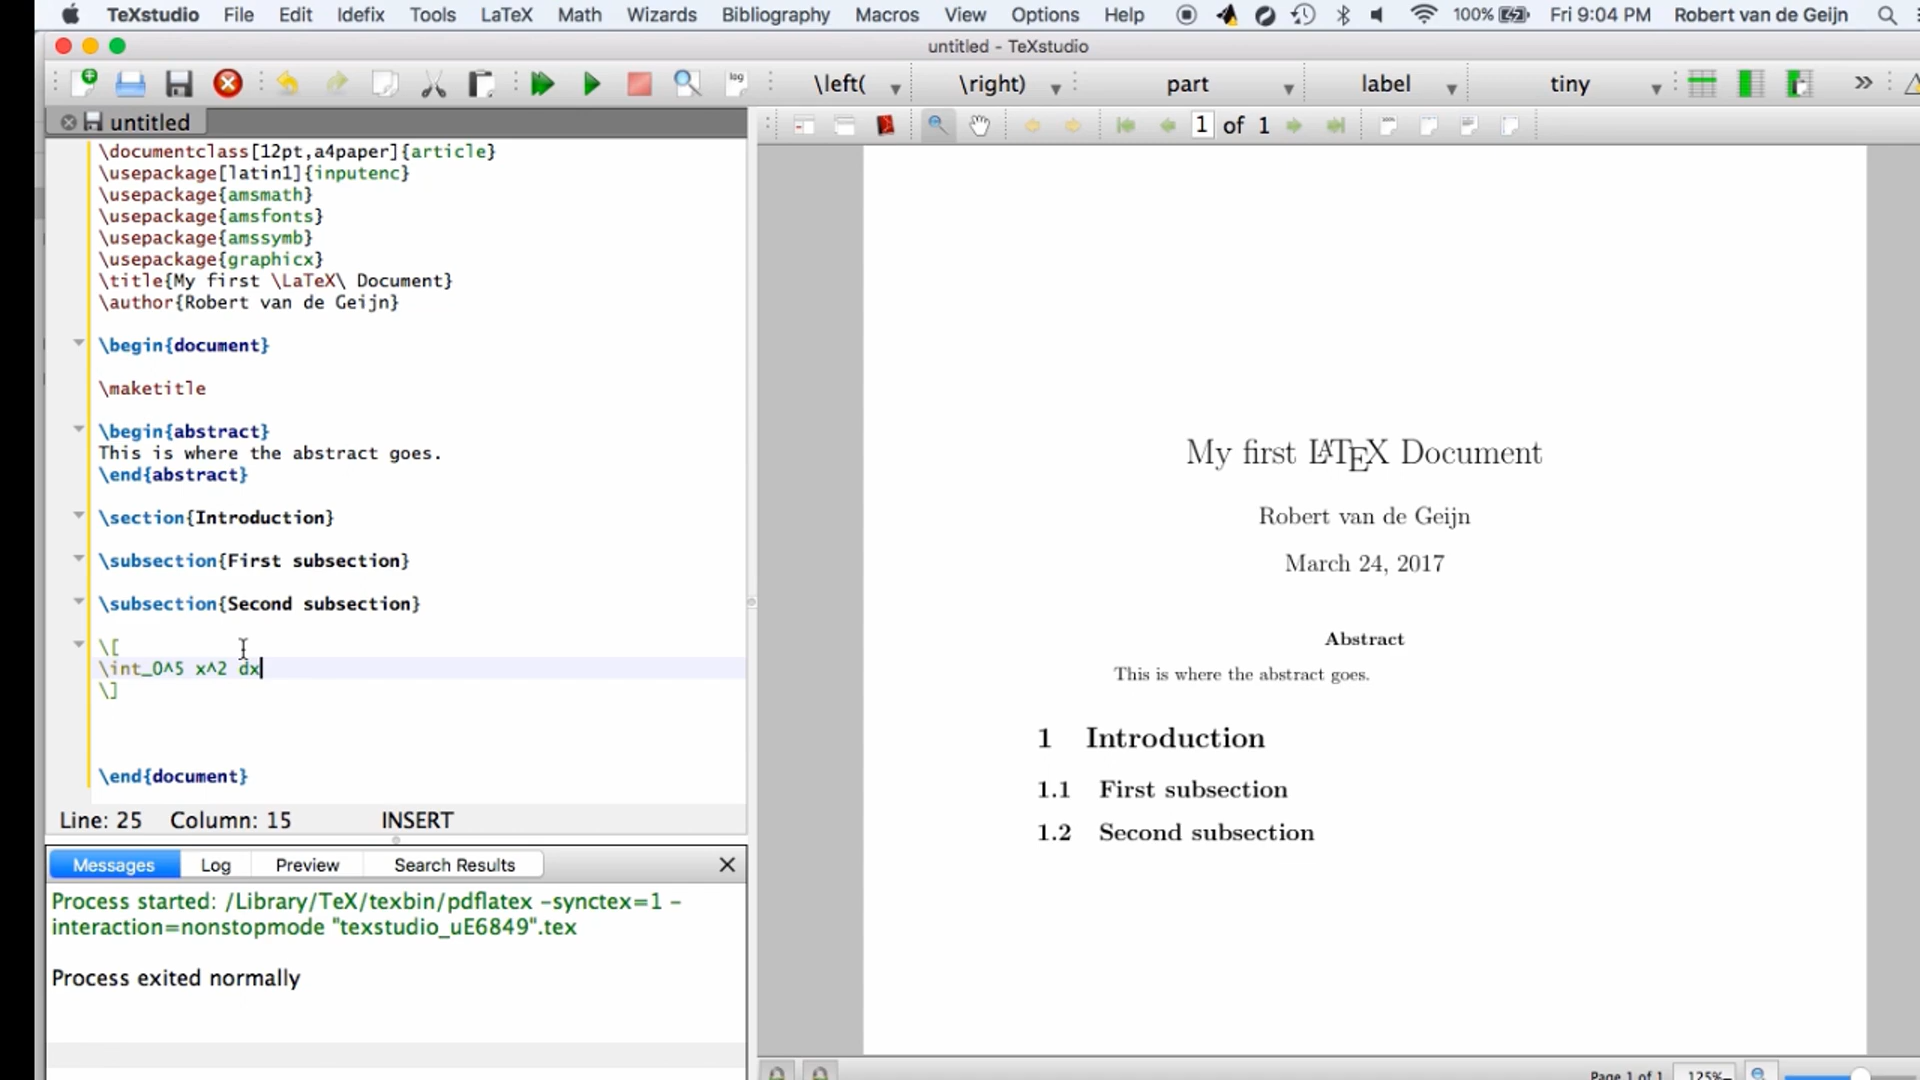 TeXstudio File Edit Idefix Tools LaTeX Math Wizards Bibliography Macros View Options Help 100% Fri 9:04 PM Robert van de Geijn
untitled - TeXstudio
log \left( \right) part label tiny »
untitled
1 of 1
\documentclass[12pt,a4paper]{article}
\usepackage[latin1]{inputenc}
\usepackage{amsmath}
\usepackage{amsfonts}
\usepackage{amssymb}
\usepackage{graphicx}
\title{My first \LaTeX\ Document}
\author{Robert van de Geijn}
\begin{document}
\maketitle
\begin{abstract}
This is where the abstract goes.
\end{abstract}
\section{Introduction}
\subsection{First subsection}
\subsection{Second subsection}
\[
\int_0^5 x^2 dx
\]
\end{document}
Line: 25 Column: 15 INSERT
Messages Log Preview Search Results
Process started: /Library/TeX/texbin/pdflatex -synctex=1 -
interaction=nonstopmode "texstudio_uE6849".tex
Process exited normally
My first LATEX Document
Robert van de Geijn
March 24, 2017
Abstract
This is where the abstract goes.
1 Introduction
1.1 First subsection
1.2 Second subsection
Page 1 of 1 125%